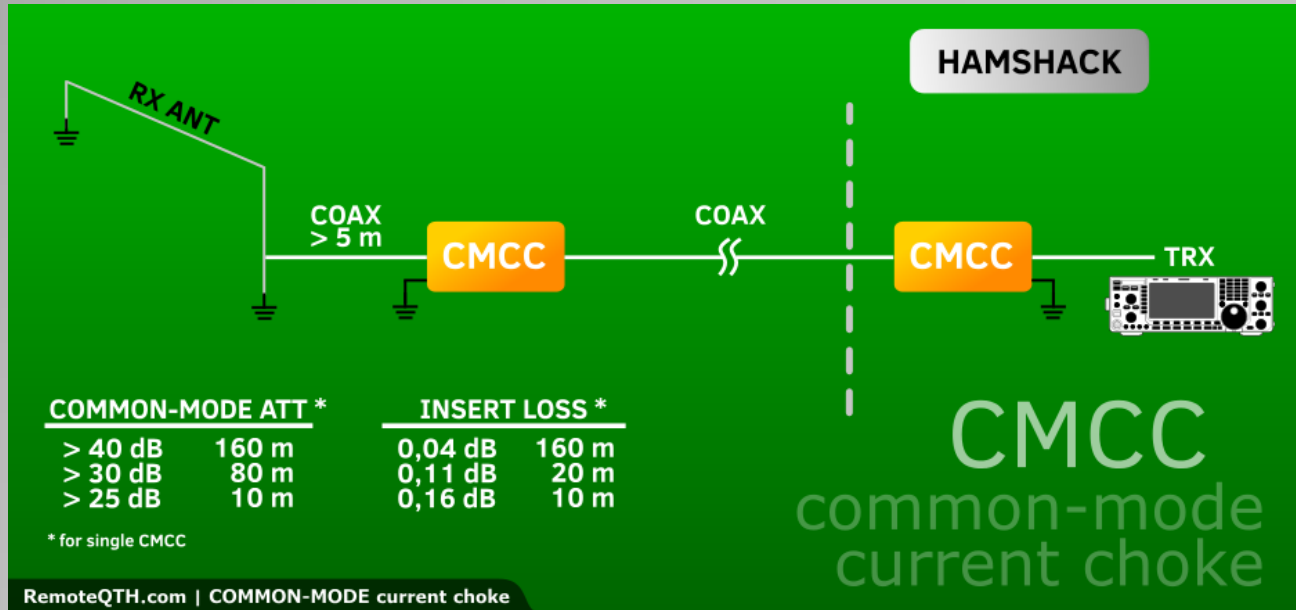 HAMSHACK
RX ANT
COAX
> 5 m
CMCC
COAX
CMCC
TRX
COMMON-MODE ATT *
> 40 dB 160 m
> 30 dB 80 m
> 25 dB 10 m
INSERT LOSS *
0,04 dB 160 m
0,11 dB 20 m
0,16 dB 10 m
* for single CMCC
CMCC
common-mode
current choke
RemoteQTH.com | COMMON-MODE current choke